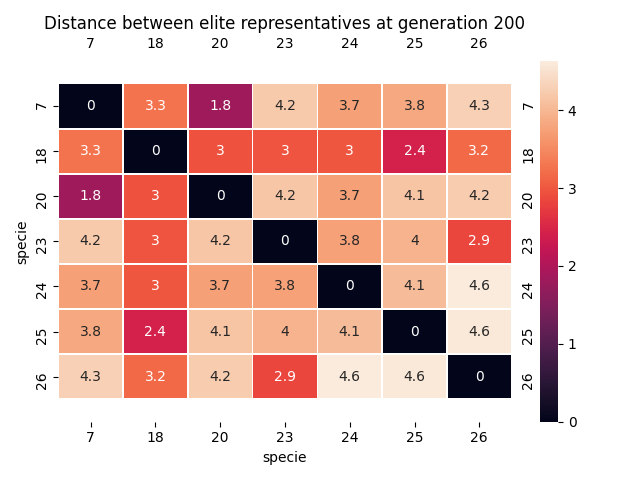 Distance between elite representatives at generation 200
7 18 20 23 24 25 26
7 0 3.3 1.8 4.2 3.7 3.8 4.3 7
18 3.3 0 3 3 3 2.4 3.2 18
20 1.8 3 0 4.2 3.7 4.1 4.2 20
23 4.2 3 4.2 0 3.8 4 2.9 23
24 3.7 3 3.7 3.8 0 4.1 4.6 24
25 3.8 2.4 4.1 4 4.1 0 4.6 25
26 4.3 3.2 4.2 2.9 4.6 4.6 0 26
7 18 20 23 24 25 26
specie
specie
4
3
2
1
0